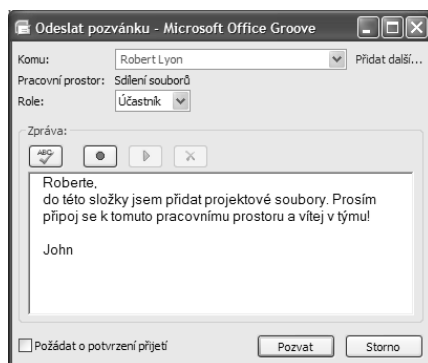 Odeslat pozvánku - Microsoft Office Groove
Komu: Robert Lyon Přidat další...
Pracovní prostor: Sdílení souborů
Role: Účastník
Zpráva:
ABC
Roberte,
do této složky jsem přidat projektové soubory. Prosím
připoj se k tomuto pracovnímu prostoru a vítej v týmu!
John
Požádat o potvrzení přijetí Pozvat Storno